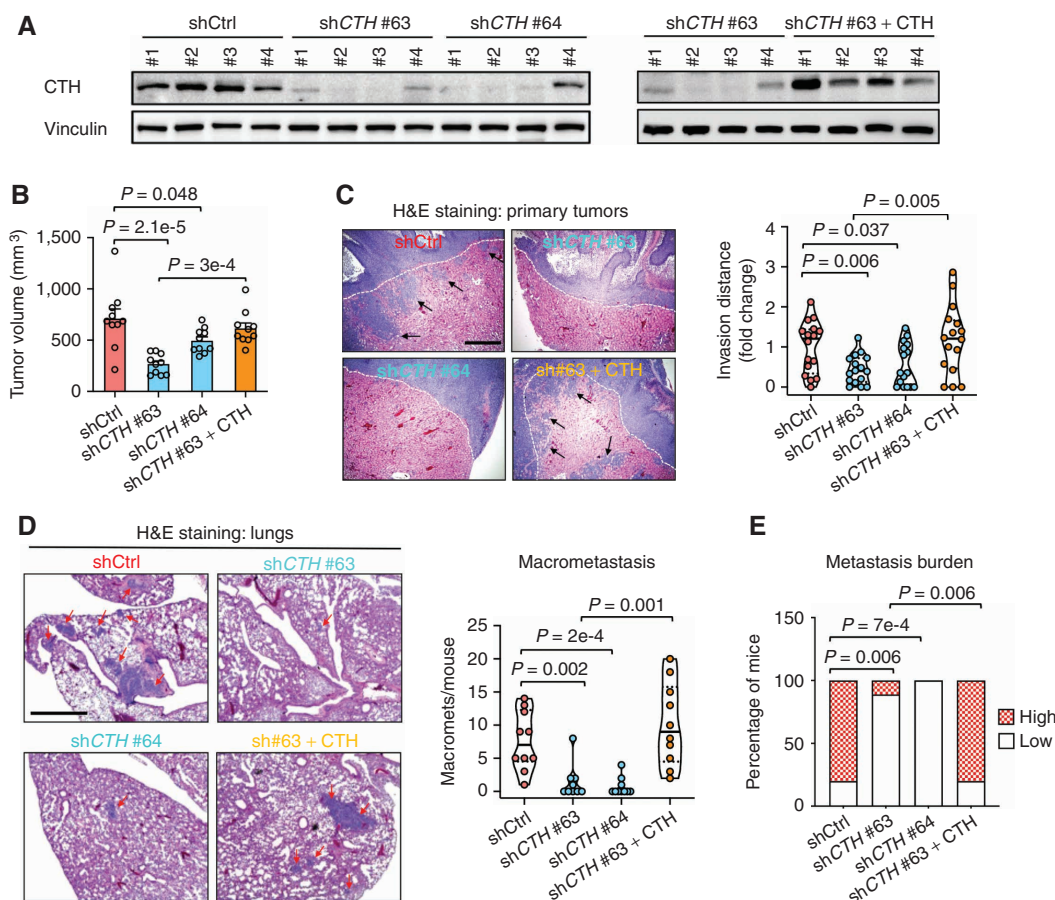 A
shCtrl shCTH #63 shCTH #64 shCTH #63 shCTH #63 + CTH
#1 #2 #3 #4 #1 #2 #3 #4 #1 #2 #3 #4 #1 #2 #3 #4 #1 #2 #3 #4
CTH
Vinculin
B
P = 0.048
P = 2.1e-5
P = 3e-4
Tumor volume (mm³)
1,500
1,000
500
0
shCtrl
shCTH #63
shCTH #64
shCTH #63 + CTH
C
H&E staining: primary tumors
shCtrl
shCTH #63
shCTH #64
sh#63 + CTH
P = 0.005
P = 0.037
P = 0.006
Invasion distance
(fold change)
4
3
2
1
0
shCtrl
shCTH #63
shCTH #64
shCTH #63 + CTH
D
H&E staining: lungs
shCtrl
shCTH #63
shCTH #64
sh#63 + CTH
Macrometastasis
P = 0.001
P = 2e-4
P = 0.002
Macromets/mouse
25
20
15
10
5
0
shCtrl
shCTH #63
shCTH #64
shCTH #63 + CTH
E
Metastasis burden
P = 0.006
P = 7e-4
P = 0.006
Percentage of mice
150
100
50
0
High
Low
shCtrl
shCTH #63
shCTH #64
shCTH #63 + CTH